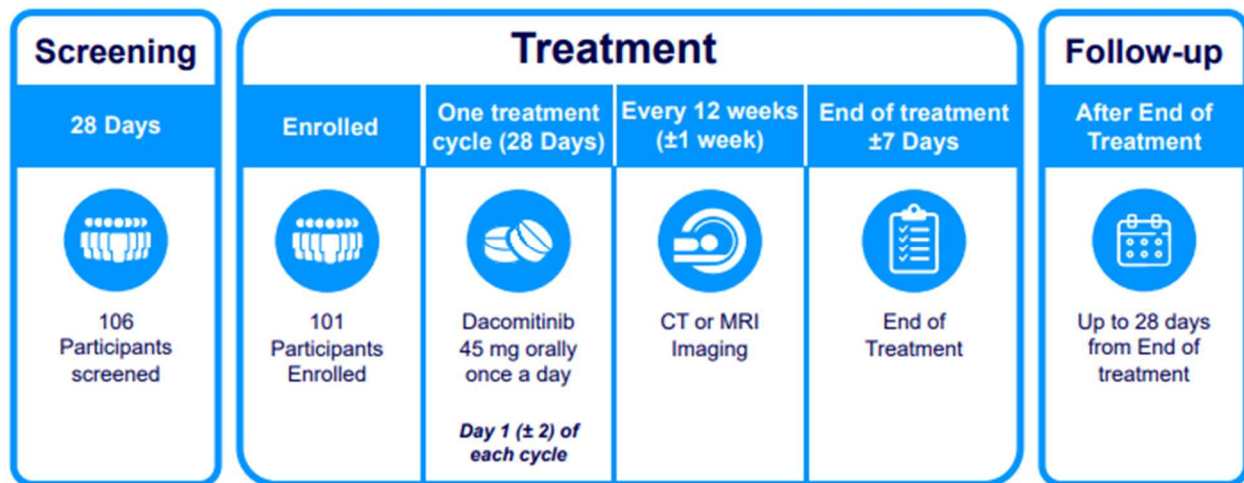 Screening
Treatment
Follow-up
28 Days
Enrolled
One treatment
cycle (28 Days)
Every 12 weeks
(±1 week)
End of treatment
±7 Days
After End of
Treatment
106
Participants
screened
101
Participants
Enrolled
Dacomitinib
45 mg orally
once a day
Day 1 (± 2) of
each cycle
CT or MRI
Imaging
End of
Treatment
Up to 28 days
from End of
treatment